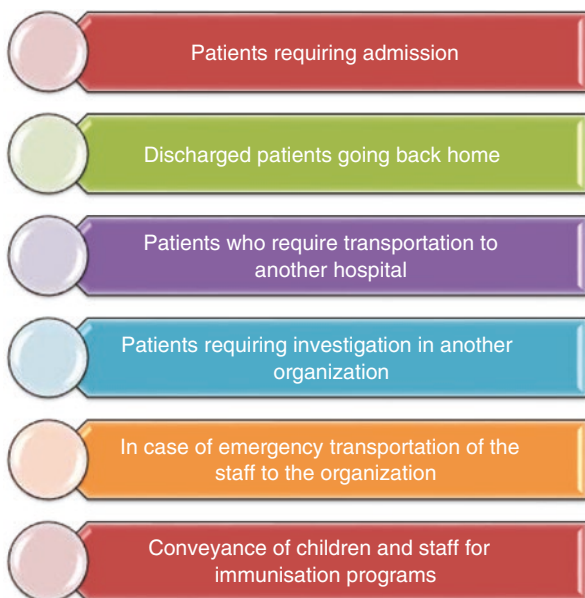 Patients requiring admission
Discharged patients going back home
Patients who require transportation to
another hospital
Patients requiring investigation in another
organization
In case of emergency transportation of the
staff to the organization
Conveyance of children and staff for
immunisation programs